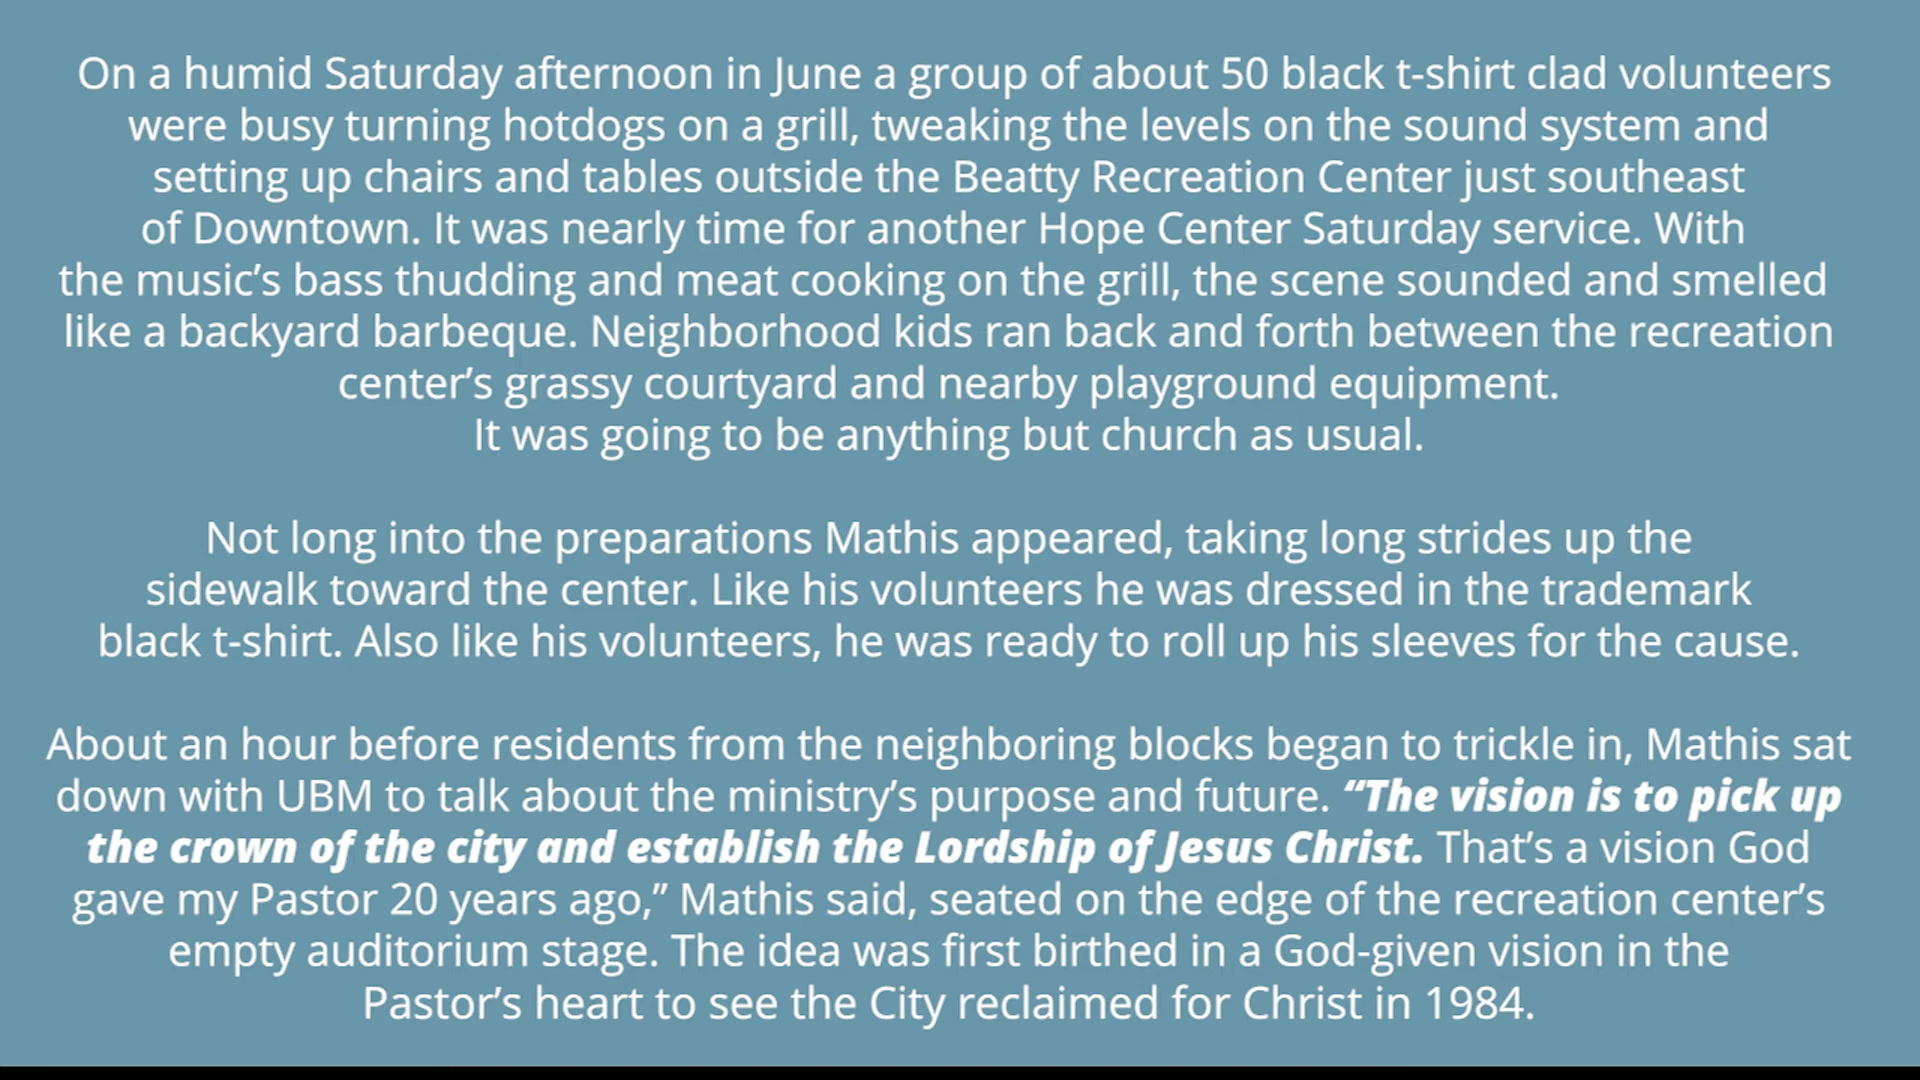 On a humid Saturday afternoon in June a group of about 50 black t-shirt clad volunteers
were busy turning hotdogs on a grill, tweaking the levels on the sound system and
setting up chairs and tables outside the Beatty Recreation Center just southeast
of Downtown. It was nearly time for another Hope Center Saturday service. With
the music’s bass thudding and meat cooking on the grill, the scene sounded and smelled
like a backyard barbeque. Neighborhood kids ran back and forth between the recreation
center’s grassy courtyard and nearby playground equipment.
It was going to be anything but church as usual.
Not long into the preparations Mathis appeared, taking long strides up the
sidewalk toward the center. Like his volunteers he was dressed in the trademark
black t-shirt. Also like his volunteers, he was ready to roll up his sleeves for the cause.
About an hour before residents from the neighboring blocks began to trickle in, Mathis sat
down with UBM to talk about the ministry’s purpose and future. “The vision is to pick up
the crown of the city and establish the Lordship of Jesus Christ. That’s a vision God
gave my Pastor 20 years ago,” Mathis said, seated on the edge of the recreation center’s
empty auditorium stage. The idea was first birthed in a God-given vision in the
Pastor’s heart to see the City reclaimed for Christ in 1984.